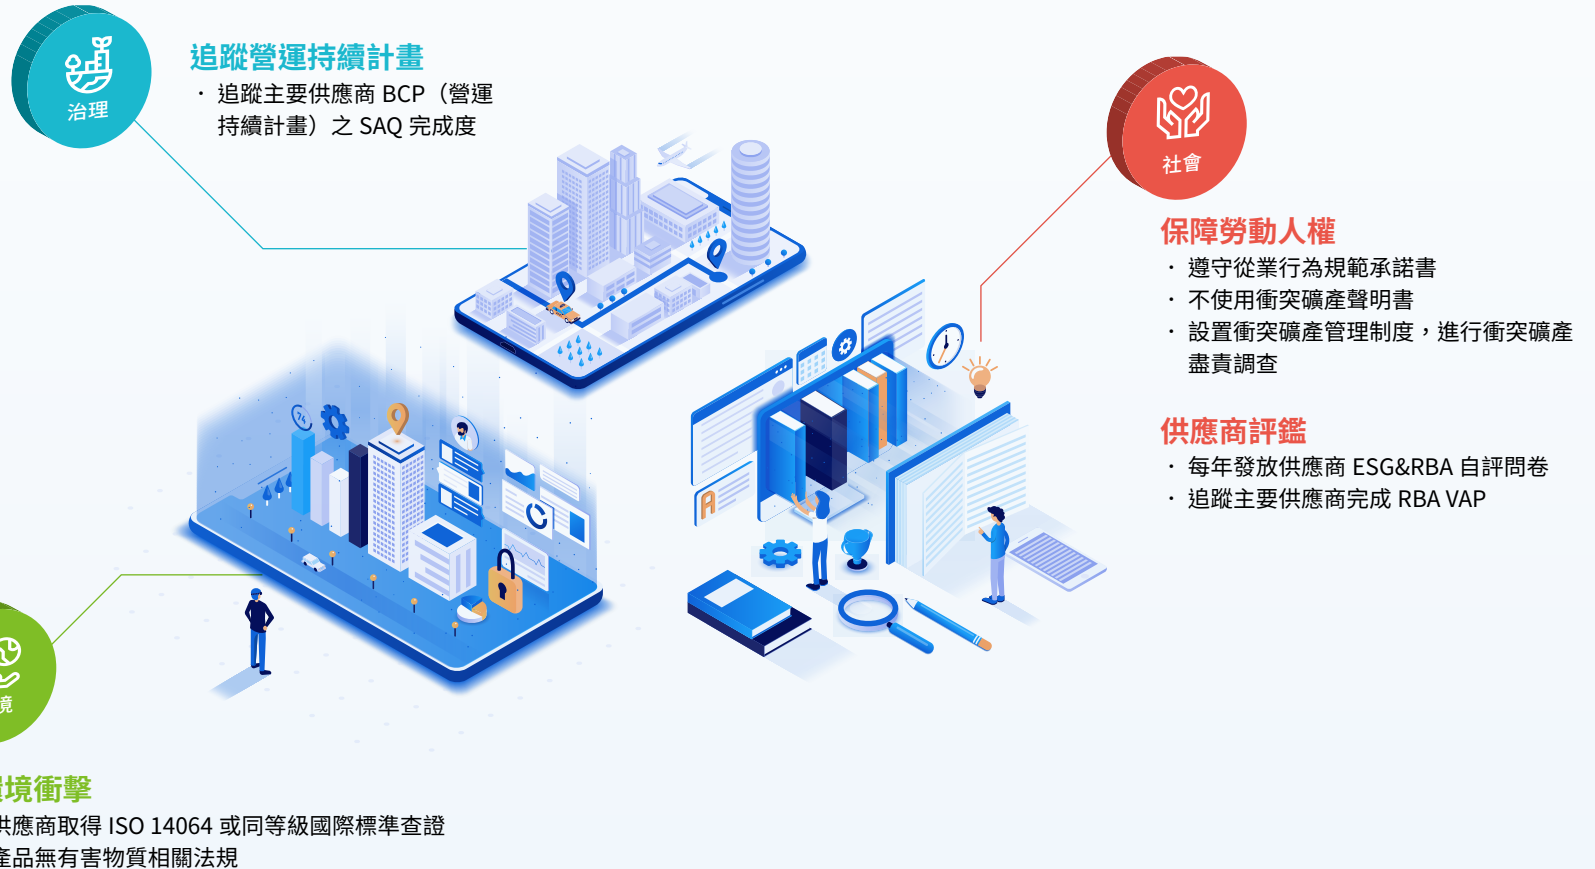 治理
追蹤營運持續計畫
· 追蹤主要供應商 BCP（營運
持續計畫）之 SAQ 完成度
社會
保障勞動人權
· 遵守從業行為規範承諾書
· 不使用衝突礦產聲明書
· 設置衝突礦產管理制度，進行衝突礦產
盡責調查
供應商評鑑
· 每年發放供應商 ESG&RBA 自評問卷
· 追蹤主要供應商完成 RBA VAP
24
A
境
境衝擊
供應商取得 ISO 14064 或同等級國際標準查證
產品無有害物質相關法規